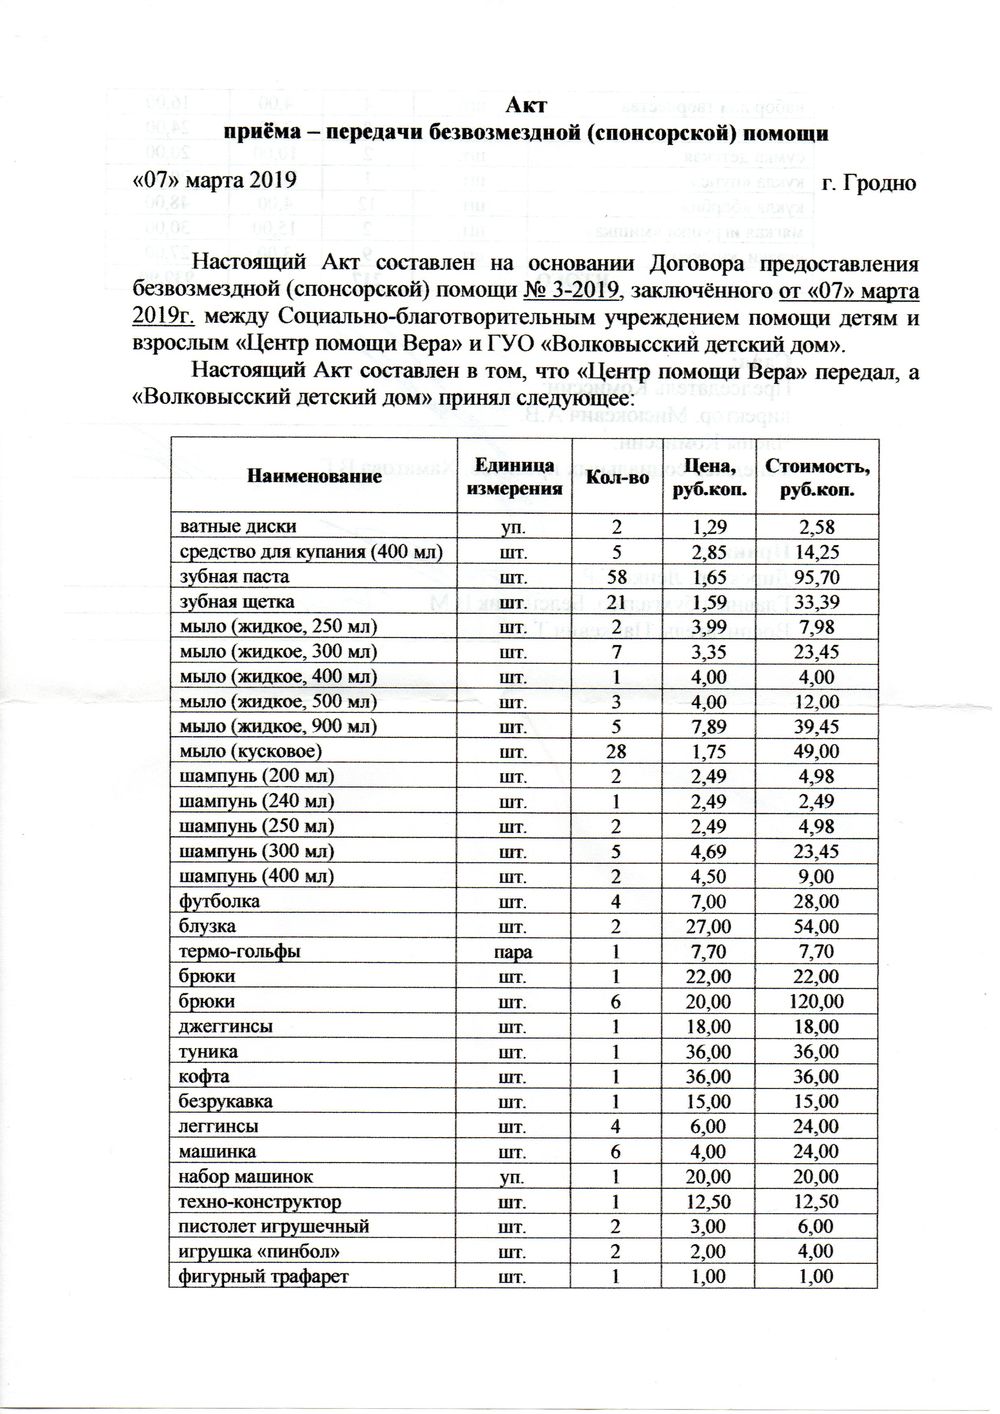 Акт
приёма – передачи безвозмездной (спонсорской) помощи
«07» марта 2019 г. Гродно
Настоящий Акт составлен на основании Договора предоставления
безвозмездной (спонсорской) помощи № 3-2019, заключённого от «07» марта
2019г. между Социально-благотворительным учреждением помощи детям и
взрослым «Центр помощи Вера» и ГУО «Волковысский детский дом».
Настоящий Акт составлен в том, что «Центр помощи Вера» передал, а
«Волковысский детский дом» принял следующее:
Наименование Единица измерения Кол-во Цена, руб.коп. Стоимость, руб.коп.
ватные диски уп. 2 1,29 2,58
средство для купания (400 мл) шт. 5 2,85 14,25
зубная паста шт. 58 1,65 95,70
зубная щетка шт. 21 1,59 33,39
мыло (жидкое, 250 мл) шт. 2 3,99 7,98
мыло (жидкое, 300 мл) шт. 7 3,35 23,45
мыло (жидкое, 400 мл) шт. 1 4,00 4,00
мыло (жидкое, 500 мл) шт. 3 4,00 12,00
мыло (жидкое, 900 мл) шт. 5 7,89 39,45
мыло (кусковое) шт. 28 1,75 49,00
шампунь (200 мл) шт. 2 2,49 4,98
шампунь (240 мл) шт. 1 2,49 2,49
шампунь (250 мл) шт. 2 2,49 4,98
шампунь (300 мл) шт. 5 4,69 23,45
шампунь (400 мл) шт. 2 4,50 9,00
футболка шт. 4 7,00 28,00
блузка шт. 2 27,00 54,00
термо-гольфы пара 1 7,70 7,70
брюки шт. 1 22,00 22,00
брюки шт. 6 20,00 120,00
джеггинсы шт. 1 18,00 18,00
туника шт. 1 36,00 36,00
кофта шт. 1 36,00 36,00
безрукавка шт. 1 15,00 15,00
леггинсы шт. 4 6,00 24,00
машинка шт. 6 4,00 24,00
набор машинок уп. 1 20,00 20,00
техно-конструктор шт. 1 12,50 12,50
пистолет игрушечный шт. 2 3,00 6,00
игрушка «пинбол» шт. 2 2,00 4,00
фигурный трафарет шт. 1 1,00 1,00